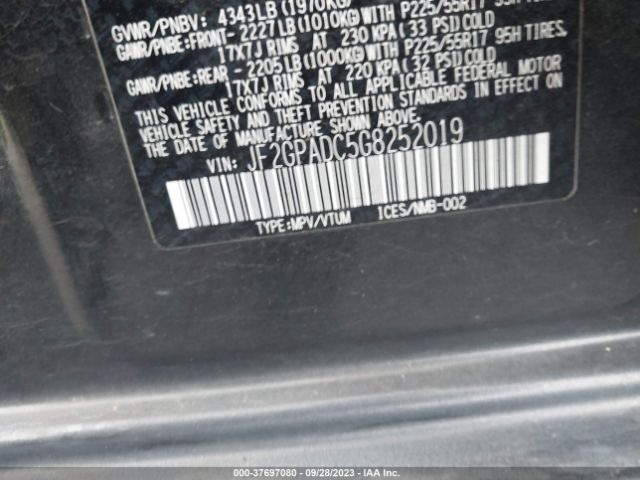 GVWR/PNBV: 4343LB(1970KG)
GAWR/PNBE:FRONT-2227LB(1010KG)WITH P225/55R17 95H TIRES,
17X7J RIMS AT 230 KPA(33 PSI)COLD
GAWR/PNBE:REAR -2205LB(1000KG)WITH P225/55R17 95H TIRES,
17X7J RIMS AT 220 KPA(32 PSI)COLD
THIS VEHICLE CONFORMS TO ALL APPLICABLE FEDERAL MOTOR
VEHICLE SAFETY AND THEFT PREVENTION STANDARDS IN EFFECT ON
THE DATE OF MANUFACTURE SHOWN ABOVE.
VIN: JF2GPADC5G8252019
TYPE:MPV/VTUM ICES/NMB-002
000-37697080 - 09/28/2023 - IAA Inc.